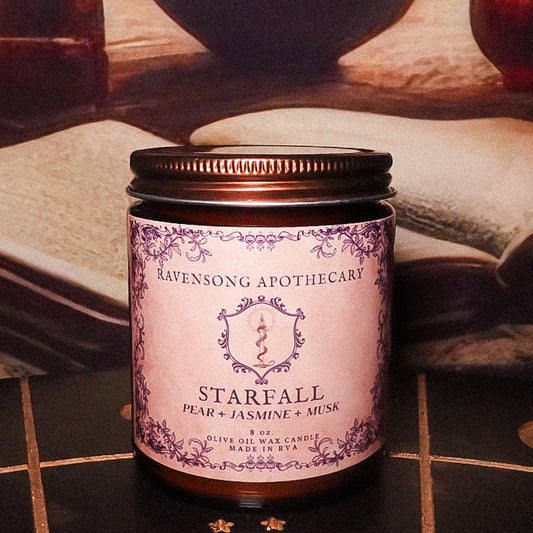 RAVENSONG APOTHECARY
STARFALL
PEAR + JASMINE + MUSK
8 oz.
OLIVE OIL WAX CANDLE
MADE IN RVA